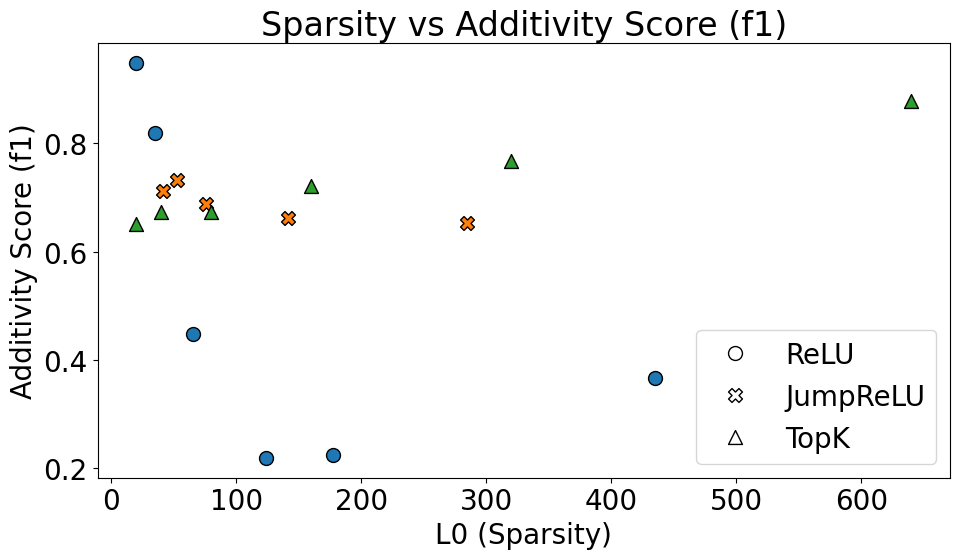 Sparsity vs Additivity Score (f1)
Additivity Score (f1)
0.8
0.6
0.4
0.2
ReLU
JumpReLU
TopK
0 100 200 300 400 500 600
L0 (Sparsity)